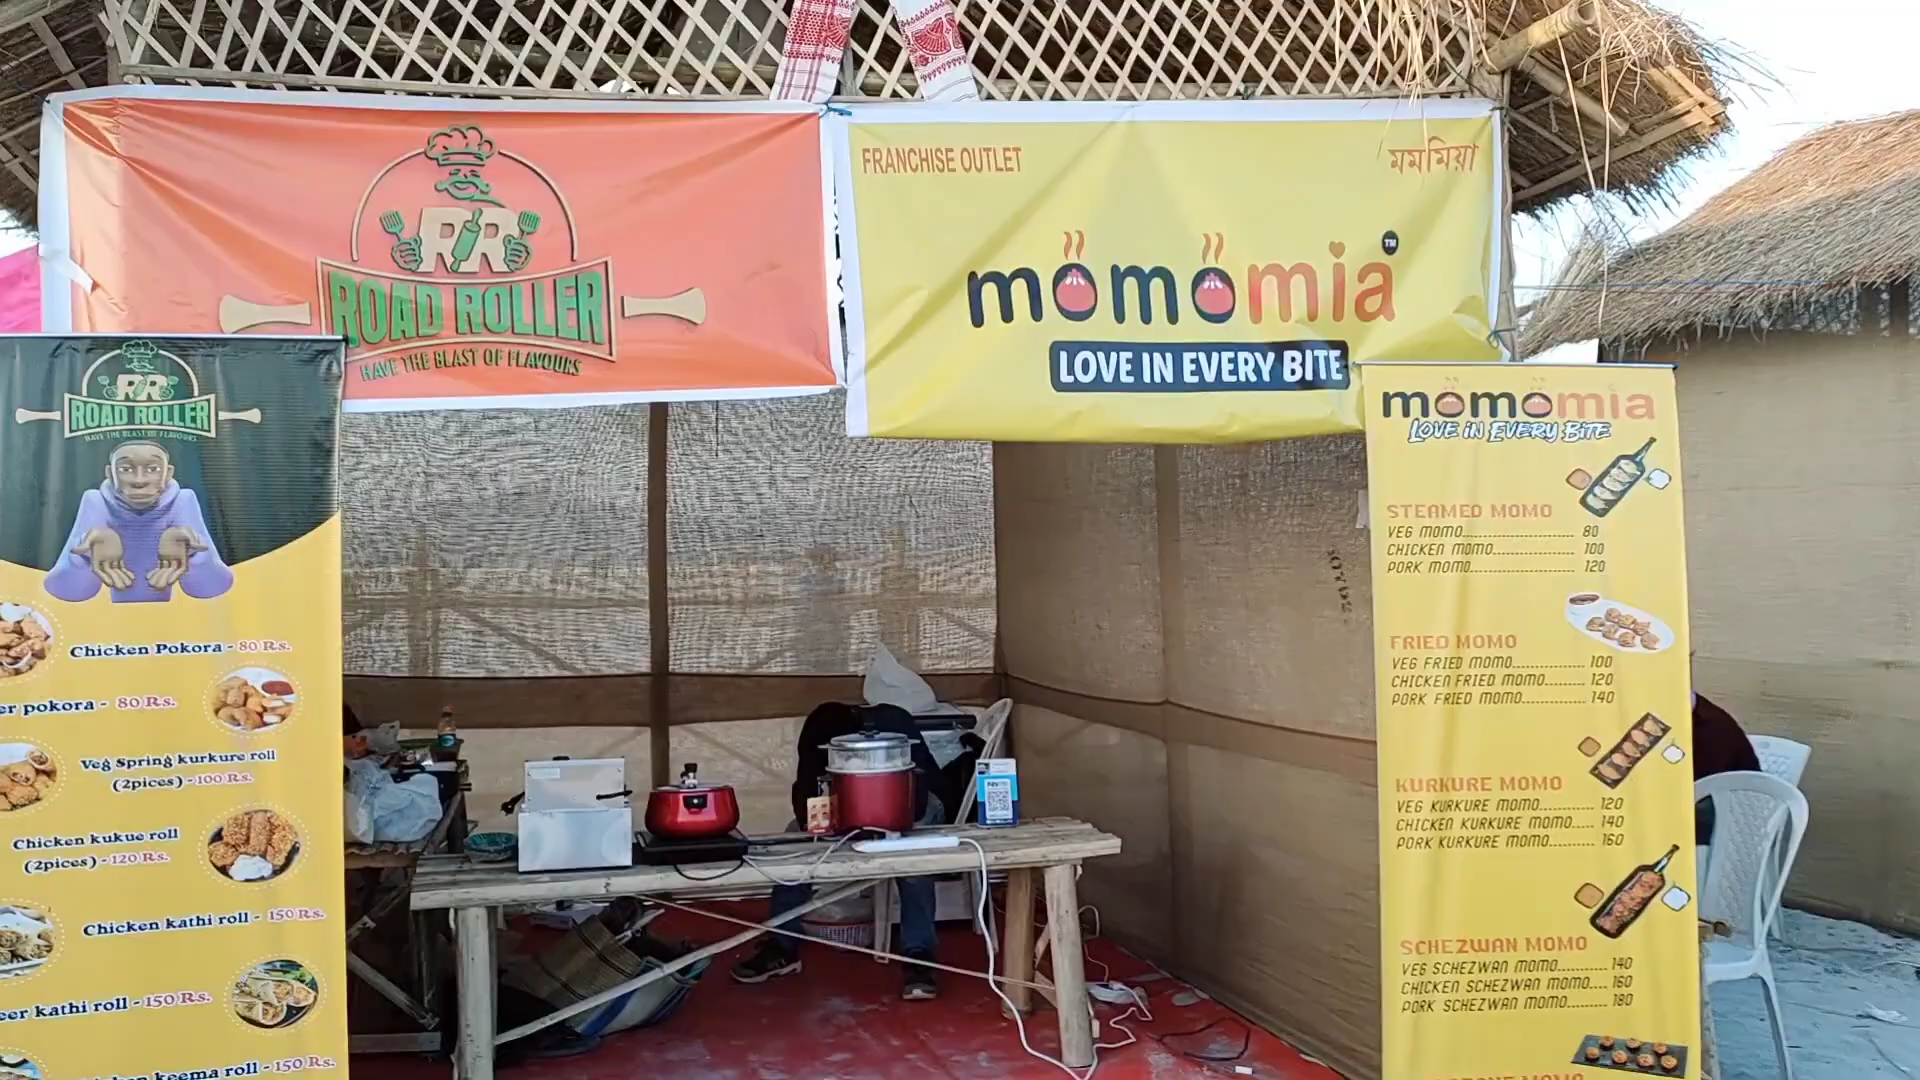 RR
ROAD ROLLER
HAVE THE BLAST OF FLAVOURS
FRANCHISE OUTLET
মমমিয়া
momomia
TM
LOVE IN EVERY BITE
RR
ROAD ROLLER
HAVE THE BLAST OF FLAVOURS
Chicken Pokora - 80 Rs.
pokora - 80 Rs.
Veg Spring kurkure roll
(2pices) - 100 Rs.
Chicken kukue roll
(2pices) - 120 Rs.
Chicken kathi roll - 150 Rs.
kathi roll - 150 Rs.
keema roll - 150 Rs.
momomia
LOVE IN EVERY BITE
STEAMED MOMO
VEG MOMO 80
CHICKEN MOMO 100
PORK MOMO 120
FRIED MOMO
VEG FRIED MOMO 100
CHICKEN FRIED MOMO 120
PORK FRIED MOMO 140
KURKURE MOMO
VEG KURKURE MOMO 120
CHICKEN KURKURE MOMO 140
PORK KURKURE MOMO 160
SCHEZWAN MOMO
VEG SCHEZWAN MOMO 140
CHICKEN SCHEZWAN MOMO 160
PORK SCHEZWAN MOMO 180